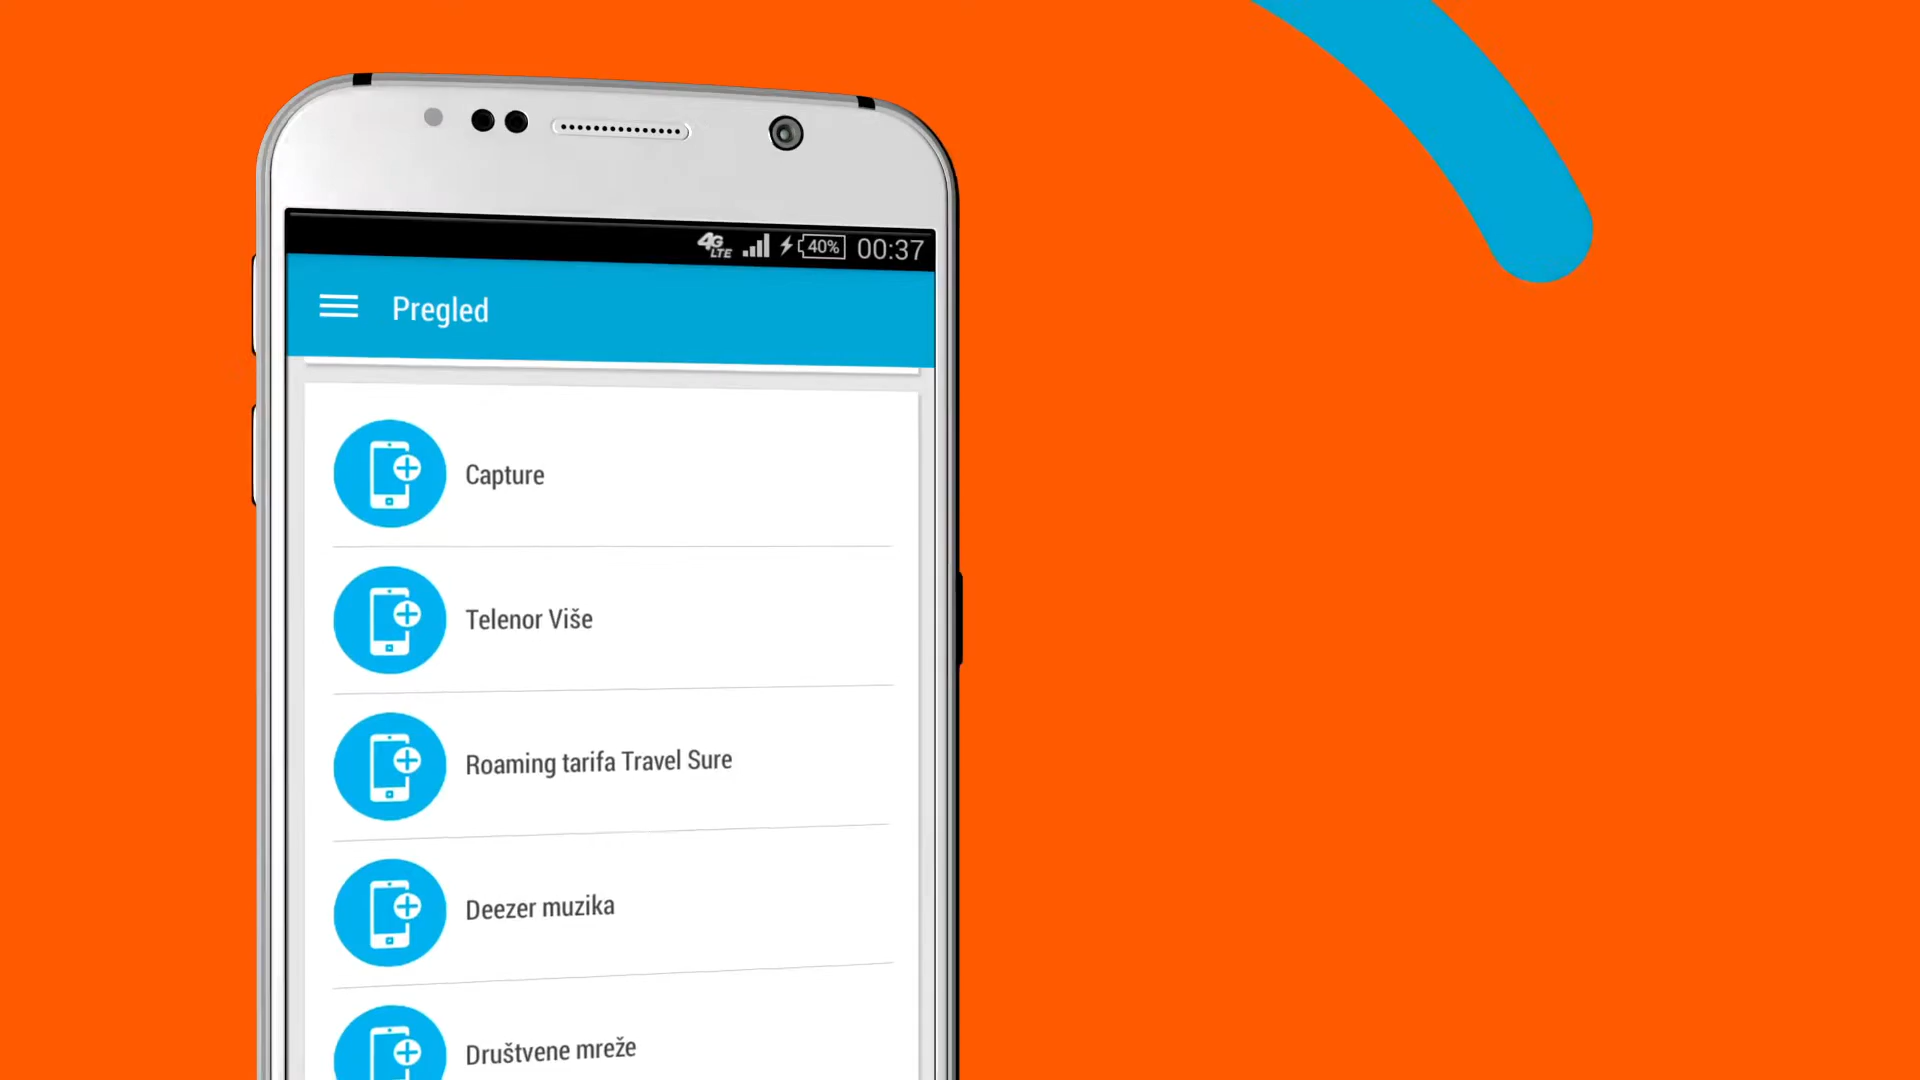 4G LTE 40% 00:37
Pregled
Capture
Telenor Više
Roaming tarifa Travel Sure
Deezer muzika
Društvene mreže